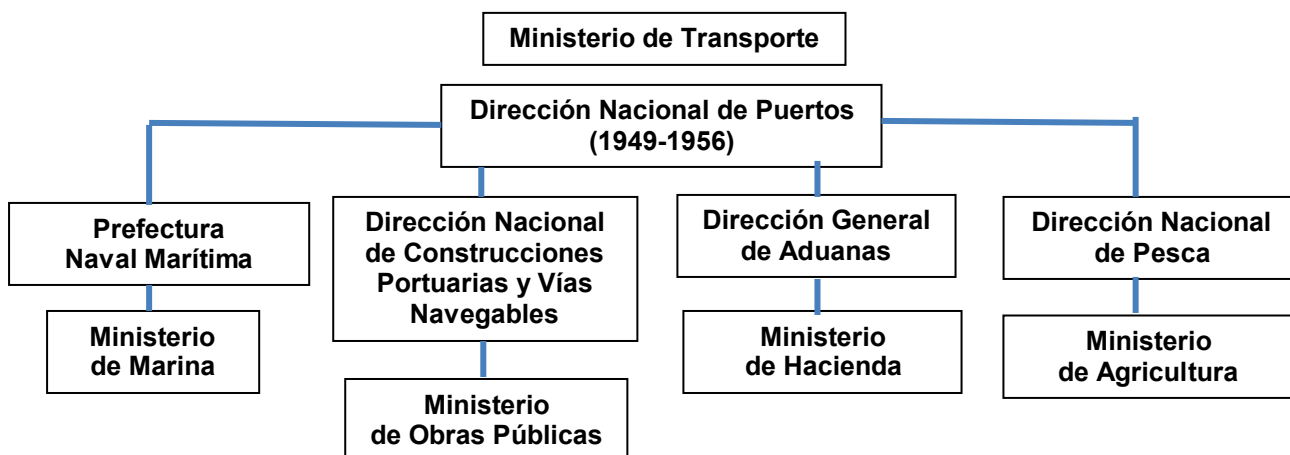 Ministerio de Transporte
Dirección Nacional de Puertos
(1949-1956)
Prefectura
Naval Marítima
Dirección Nacional
de Construcciones
Portuarias y Vías
Navegables
Dirección General
de Aduanas
Dirección Nacional
de Pesca
Ministerio
de Marina
Ministerio
de Obras Públicas
Ministerio
de Hacienda
Ministerio
de Agricultura